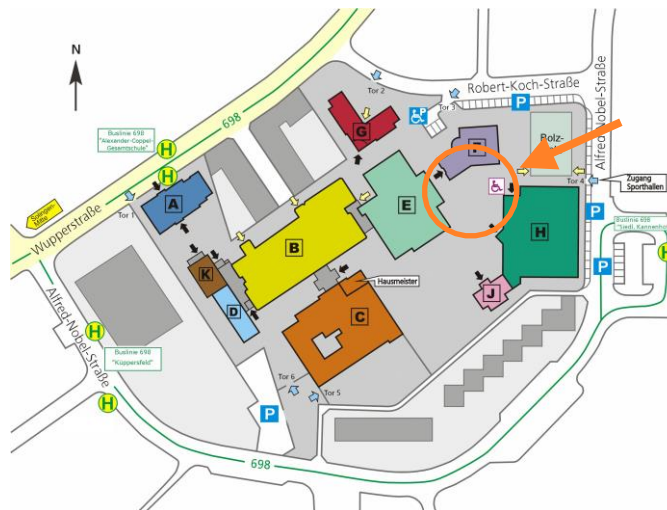 N
Tor 2
Robert-Koch-Straße
Tor 3
P
P
Alfred-Nobel-Straße
698
Buslinie 698
"Alexander-Coppel-
Gesamtschule"
H
H
G
Bolz-
Tor 4
Zugang
Sporthallen
Solingen-
Mitte
Tor 1
Wupperstraße
A
E
B
H
P
Buslinie 698
H
K
D
Hausmeister
J
P
C
Alfred-Nobel-Straße
H
Buslinie 698
"Küppersfeld"
H
Tor 6
Tor 5
P
698